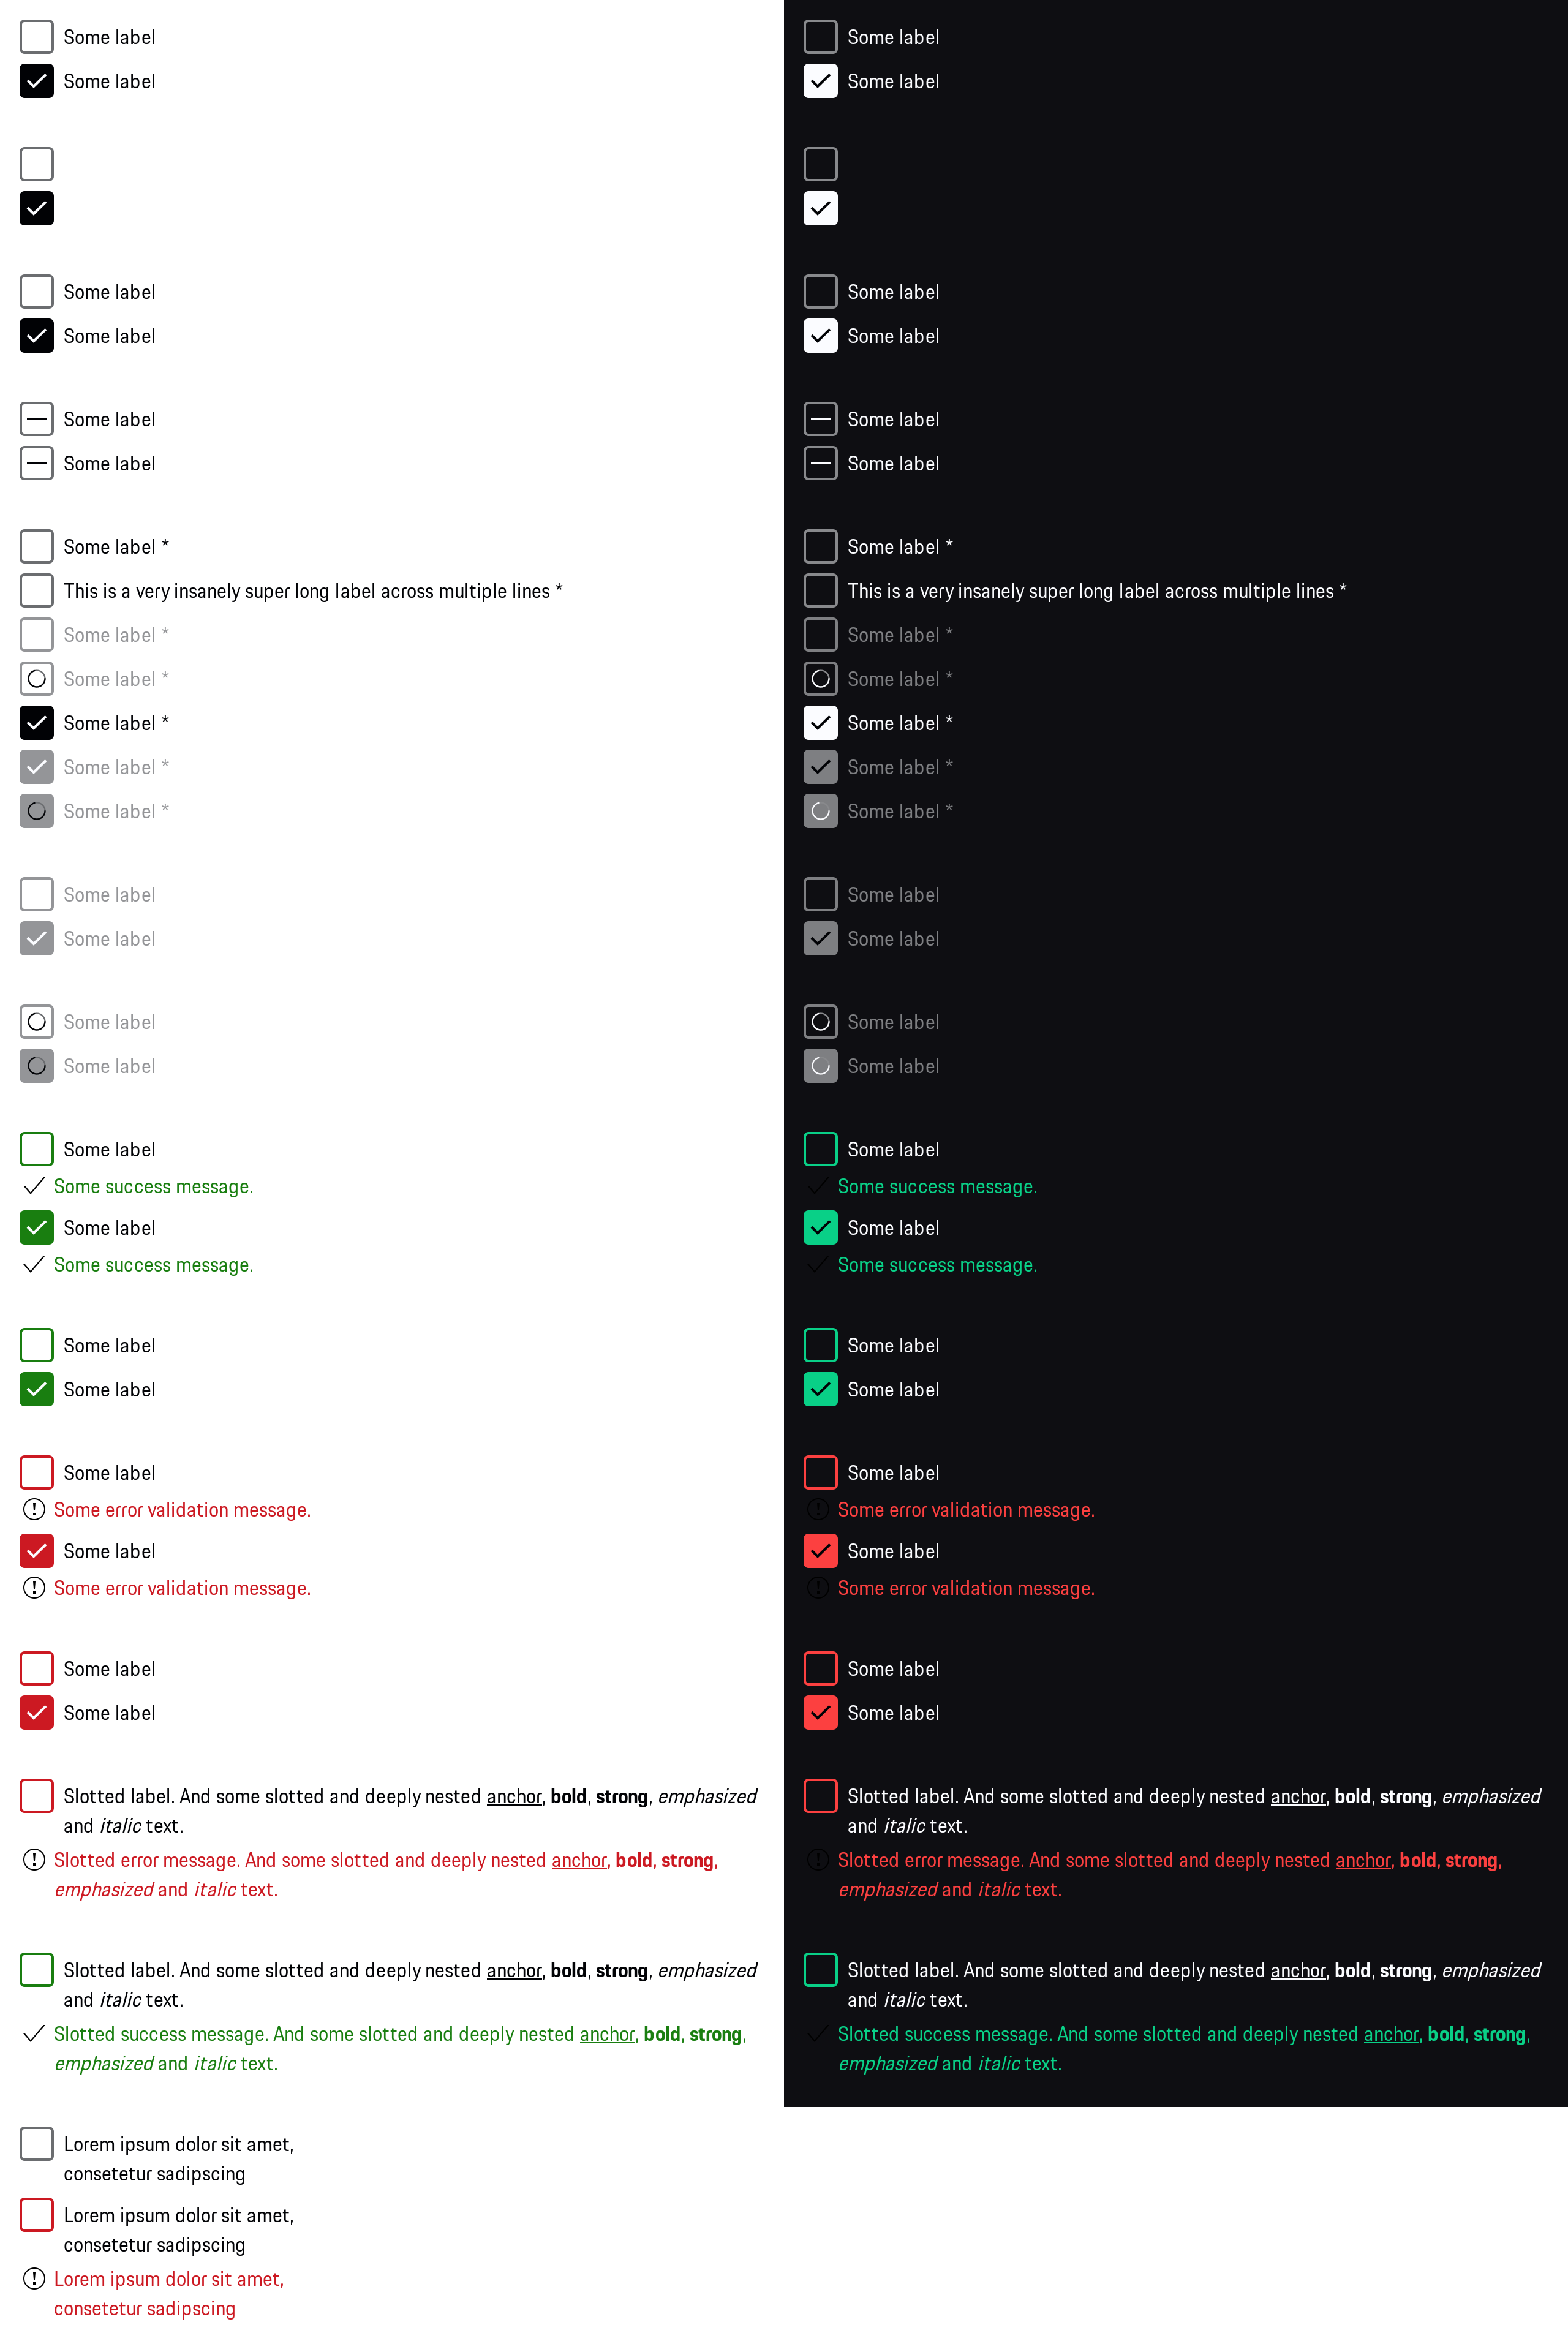 Some label
Some label
Some label
Some label
Some label
Some label
Some label *
This is a very insanely super long label across multiple lines *
Some label *
Some label *
Some label *
Some label *
Some label *
Some label
Some label
Some label
Some label
Some label
Some success message.
Some label
Some success message.
Some label
Some label
Some label
Some error validation message.
Some label
Some error validation message.
Some label
Some label
Slotted label. And some slotted and deeply nested anchor, bold, strong, emphasized
and italic text.
Slotted error message. And some slotted and deeply nested anchor, bold, strong,
emphasized and italic text.
Slotted label. And some slotted and deeply nested anchor, bold, strong, emphasized
and italic text.
Slotted success message. And some slotted and deeply nested anchor, bold, strong,
emphasized and italic text.
Lorem ipsum dolor sit amet,
consetetur sadipscing
Lorem ipsum dolor sit amet,
consetetur sadipscing
Lorem ipsum dolor sit amet,
consetetur sadipscing
Some label
Some label
Some label
Some label
Some label
Some label
Some label *
This is a very insanely super long label across multiple lines *
Some label *
Some label *
Some label *
Some label *
Some label *
Some label
Some label
Some label
Some label
Some label
Some success message.
Some label
Some success message.
Some label
Some label
Some label
Some error validation message.
Some label
Some error validation message.
Some label
Some label
Slotted label. And some slotted and deeply nested anchor, bold, strong, emphasized
and italic text.
Slotted error message. And some slotted and deeply nested anchor, bold, strong,
emphasized and italic text.
Slotted label. And some slotted and deeply nested anchor, bold, strong, emphasized
and italic text.
Slotted success message. And some slotted and deeply nested anchor, bold, strong,
emphasized and italic text.